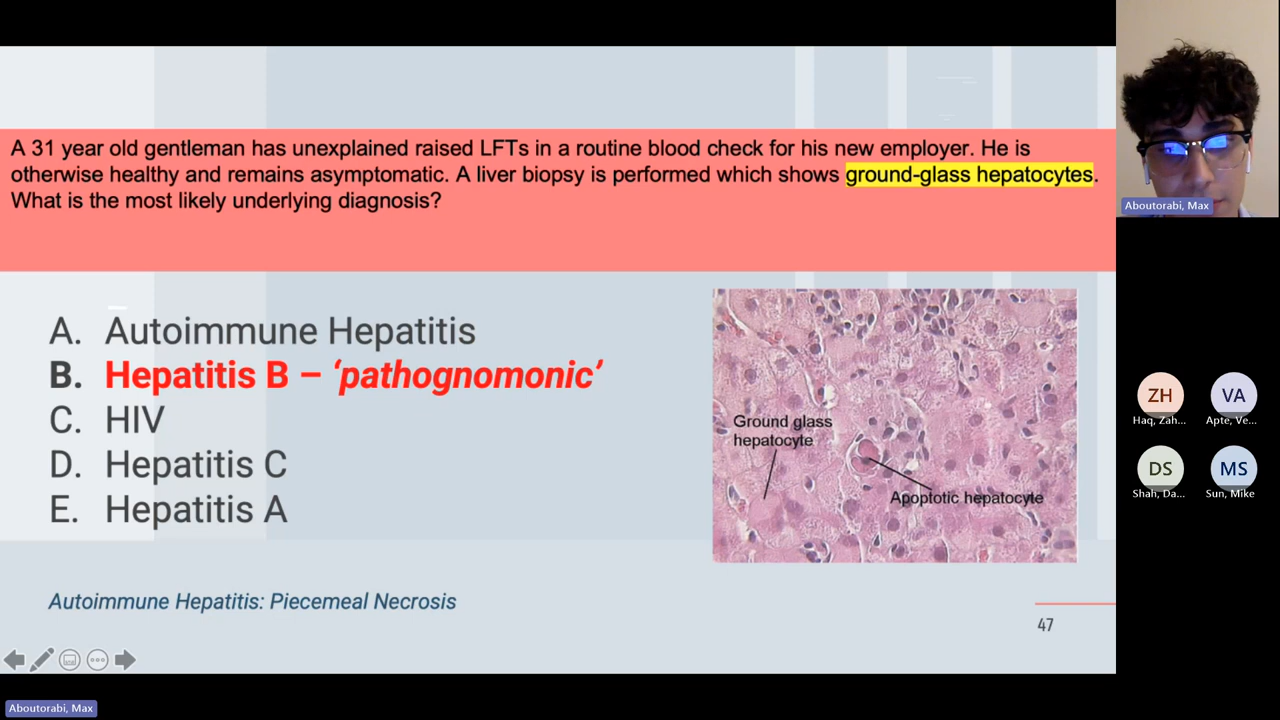 A 31 year old gentleman has unexplained raised LFTs in a routine blood check for his new employer. He is
otherwise healthy and remains asymptomatic. A liver biopsy is performed which shows ground-glass hepatocytes.
What is the most likely underlying diagnosis?
A. Autoimmune Hepatitis
B. Hepatitis B – ‘pathognomonic’
C. HIV
D. Hepatitis C
E. Hepatitis A
Ground glass
hepatocyte
Apoptotic hepatocyte
Autoimmune Hepatitis: Piecemeal Necrosis
47
Aboutorabi, Max
ZH
Haq, Zah...
VA
Apte, Ve...
DS
Shah, Da...
MS
Sun, Mike
Aboutorabi, Max